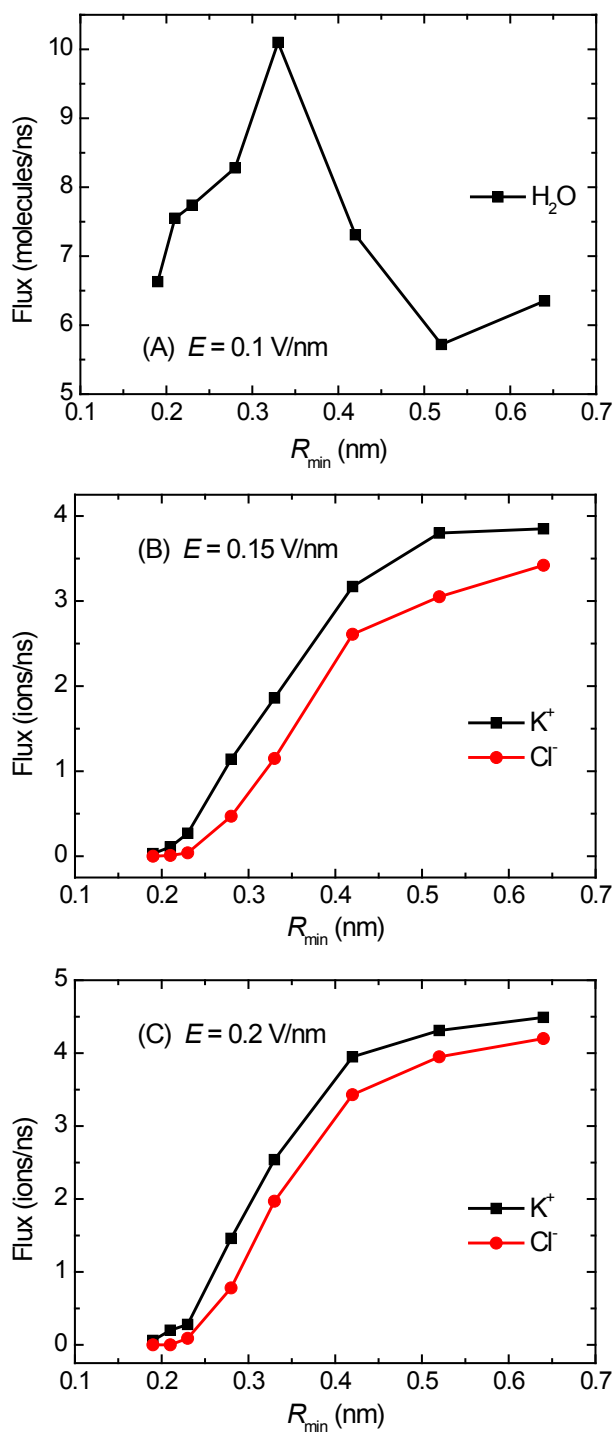 10
9
8
7
6
5
Flux (molecules/ns)
H₂O
(A) E = 0.1 V/nm
0.1 0.2 0.3 0.4 0.5 0.6 0.7
R_min (nm)
4
3
2
1
0
Flux (ions/ns)
(B) E = 0.15 V/nm
K⁺
Cl⁻
0.1 0.2 0.3 0.4 0.5 0.6 0.7
R_min (nm)
5
4
3
2
1
0
Flux (ions/ns)
(C) E = 0.2 V/nm
K⁺
Cl⁻
0.1 0.2 0.3 0.4 0.5 0.6 0.7
R_min (nm)